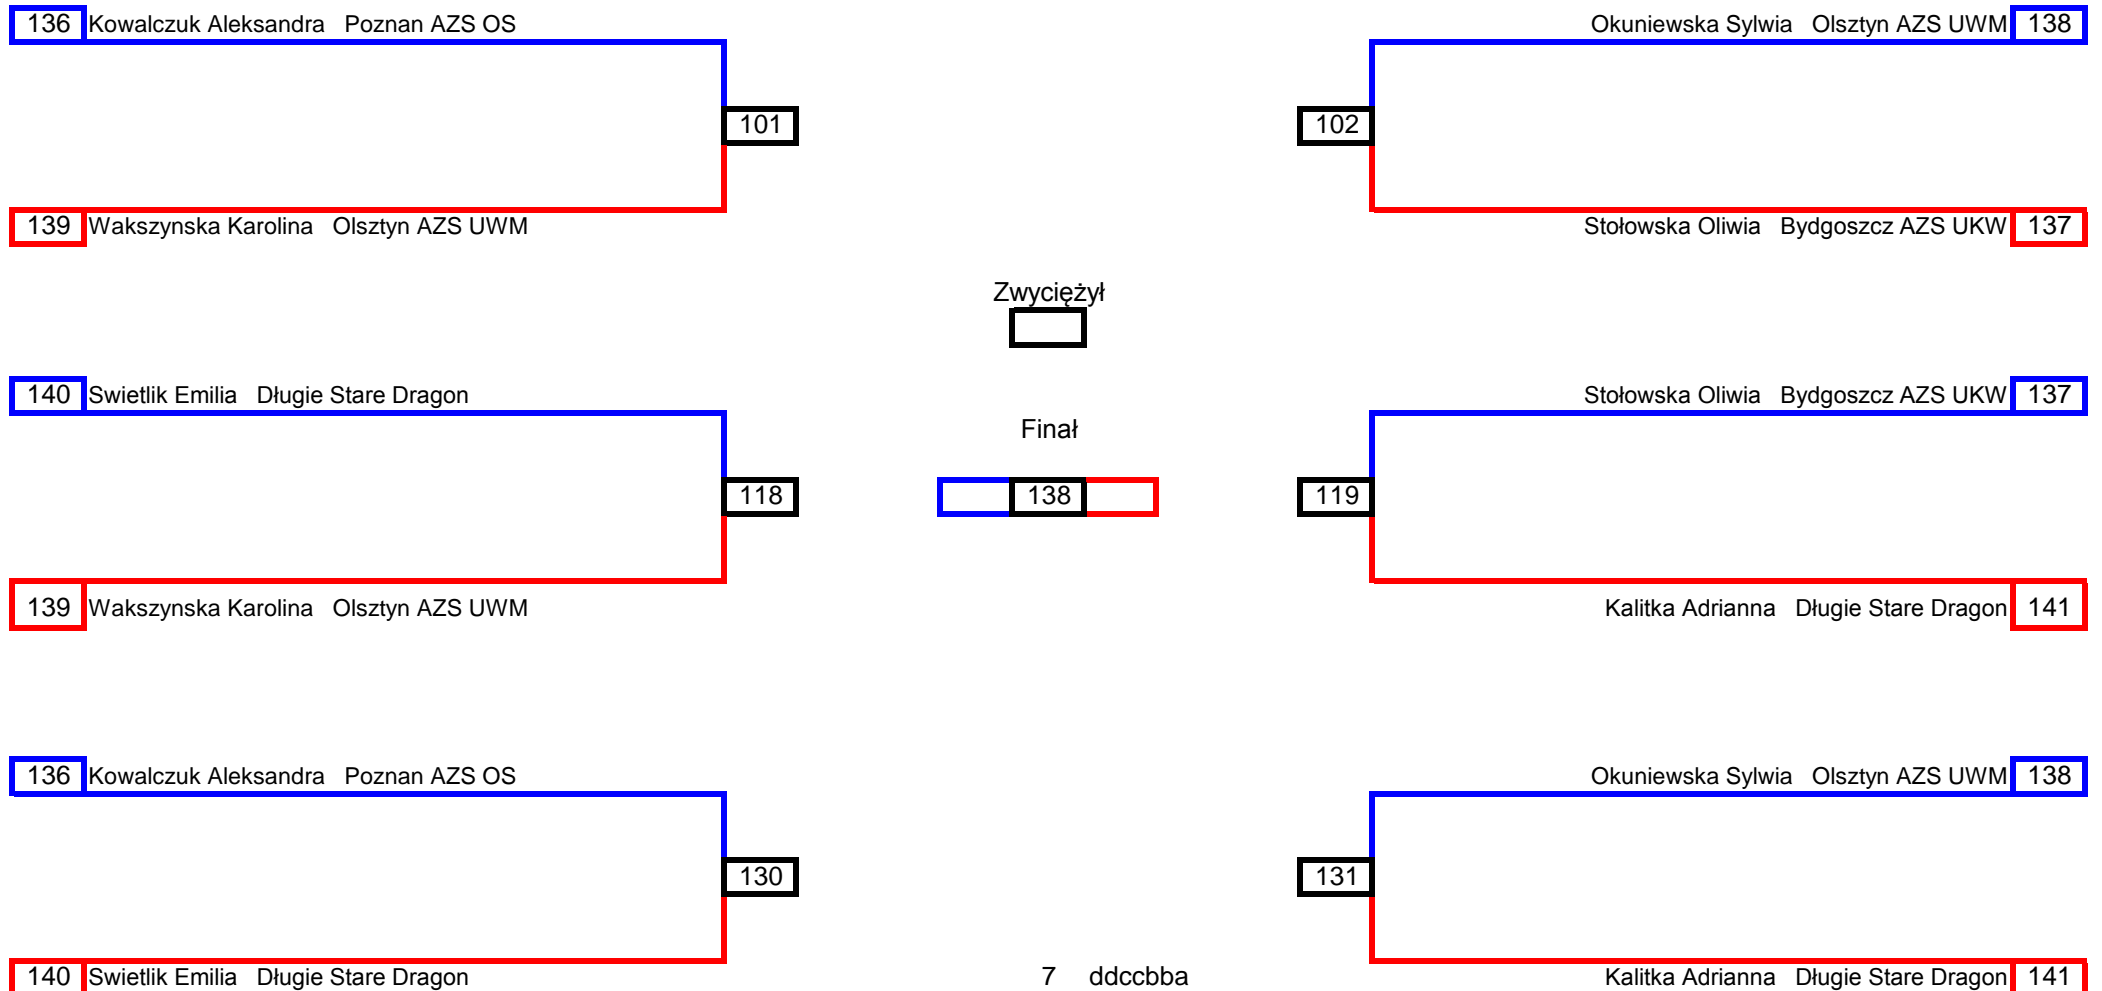 136 Kowalczuk Aleksandra Poznan AZS OS
Okuniewska Sylwia Olsztyn AZS UWM 138
101
102
139 Wakszynska Karolina Olsztyn AZS UWM
Stołowska Oliwia Bydgoszcz AZS UKW 137
Zwyciężył
140 Swietlik Emilia Długie Stare Dragon
Stołowska Oliwia Bydgoszcz AZS UKW 137
Finał
118
138
119
139 Wakszynska Karolina Olsztyn AZS UWM
Kalitka Adrianna Długie Stare Dragon 141
136 Kowalczuk Aleksandra Poznan AZS OS
Okuniewska Sylwia Olsztyn AZS UWM 138
130
131
140 Swietlik Emilia Długie Stare Dragon
7 ddccbba
Kalitka Adrianna Długie Stare Dragon 141